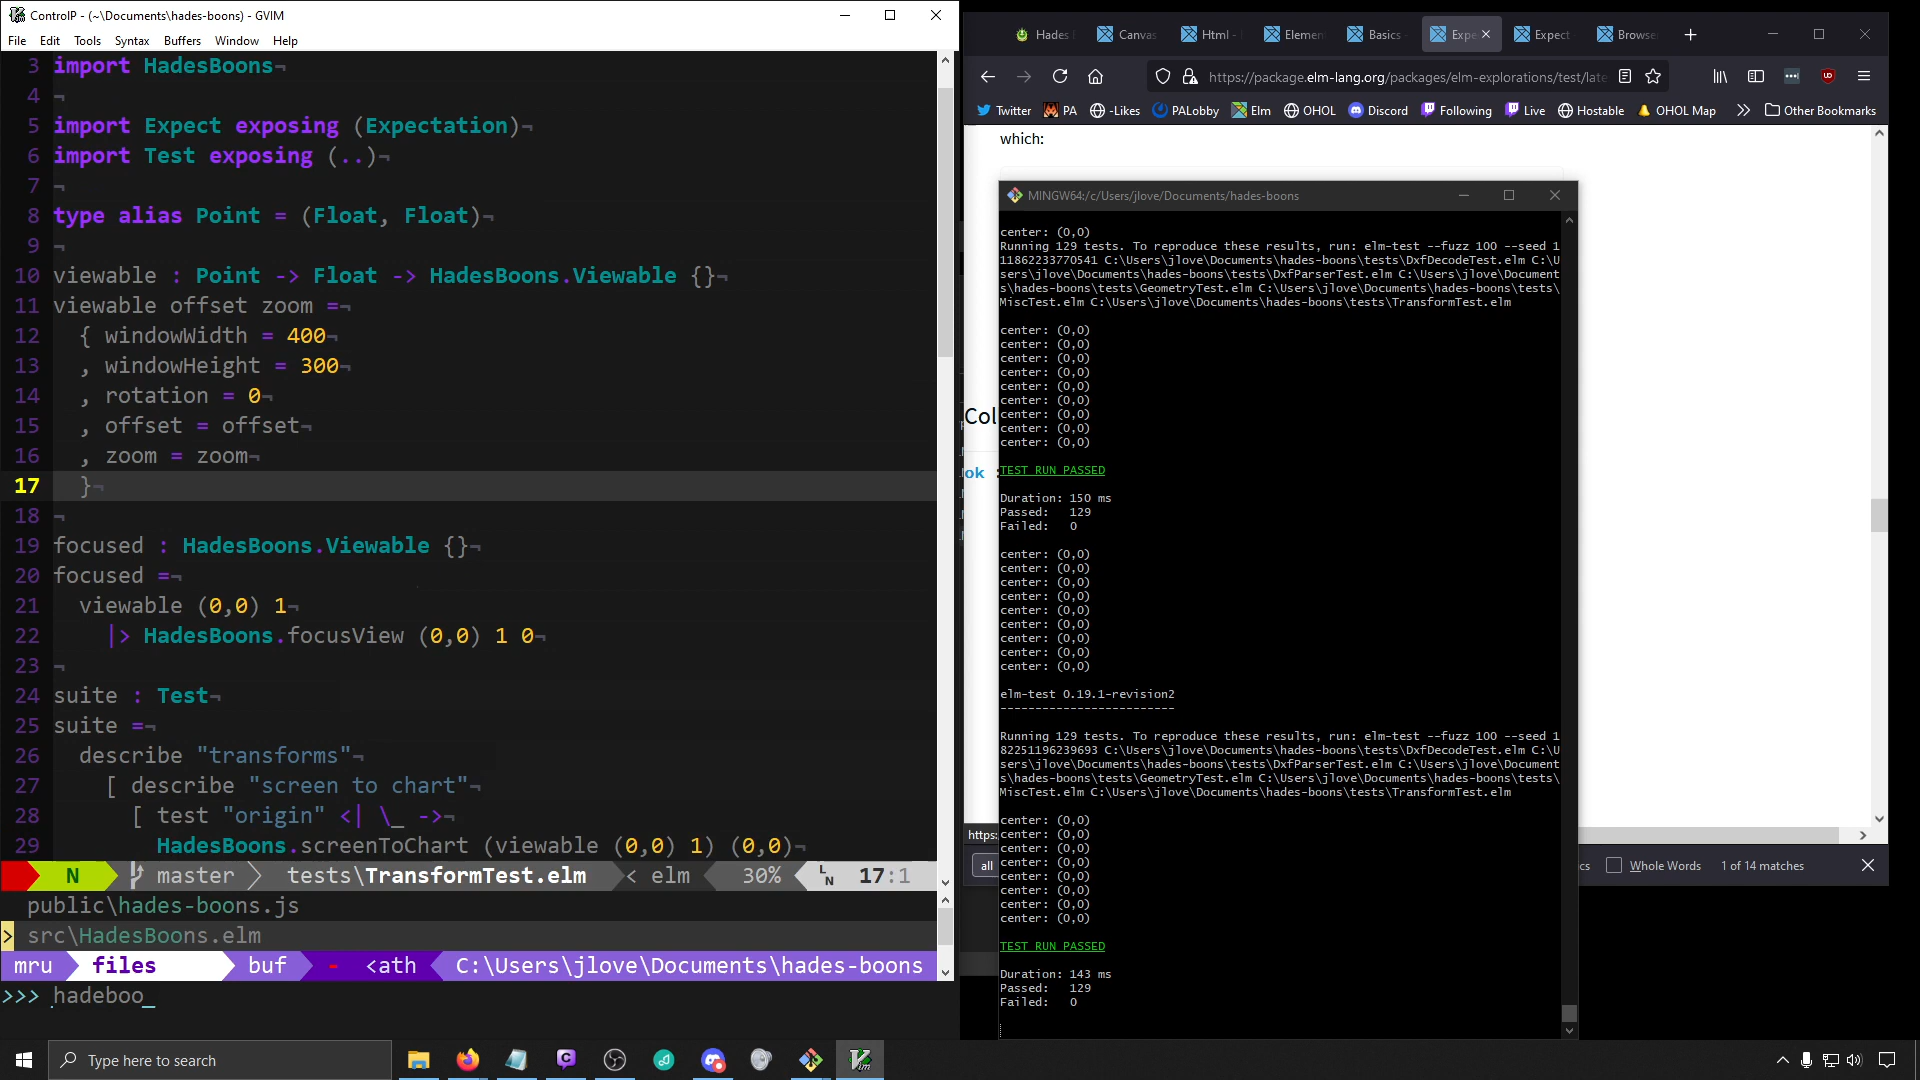 ControlP - (~\Documents\hades-boons) - GVIM
File Edit Tools Syntax Buffers Window Help
3 import HadesBoons¬
4 ¬
5 import Expect exposing (Expectation)¬
6 import Test exposing (..)¬
7 ¬
8 type alias Point = (Float, Float)¬
9 ¬
10 viewable : Point -> Float -> HadesBoons.Viewable {}¬
11 viewable offset zoom =¬
12 { windowWidth = 400¬
13 , windowHeight = 300¬
14 , rotation = 0¬
15 , offset = offset¬
16 , zoom = zoom¬
17 }¬
18 ¬
19 focused : HadesBoons.Viewable {}¬
20 focused =¬
21 viewable (0,0) 1¬
22 |> HadesBoons.focusView (0,0) 1 0¬
23 ¬
24 suite : Test¬
25 suite =¬
26 describe "transforms"¬
27 [ describe "screen to chart"¬
28 [ test "origin" <| \_ ->¬
29 HadesBoons.screenToChart (viewable (0,0) 1) (0,0)¬
N master tests\TransformTest.elm < elm 30% LN 17:1
public\hades-boons.js
> src\HadesBoons.elm
mru files buf - <ath C:\Users\jlove\Documents\hades-boons
>>> hadeboo_
Hades Canvas Html - Elemen Basics Expe Expect Browse
https://package.elm-lang.org/packages/elm-explorations/test/late
Twitter PA -Likes PALobby Elm OHOL Discord Following Live Hostable OHOL Map Other Bookmarks
which:
Col
ok :
https:
all
cs Whole Words 1 of 14 matches
MINGW64:/c/Users/jlove/Documents/hades-boons
center: (0,0)
Running 129 tests. To reproduce these results, run: elm-test --fuzz 100 --seed 1
11862233770541 C:\Users\jlove\Documents\hades-boons\tests\DxfDecodeTest.elm C:\U
sers\jlove\Documents\hades-boons\tests\DxfParserTest.elm C:\Users\jlove\Document
s\hades-boons\tests\GeometryTest.elm C:\Users\jlove\Documents\hades-boons\tests\
MiscTest.elm C:\Users\jlove\Documents\hades-boons\tests\TransformTest.elm
center: (0,0)
center: (0,0)
center: (0,0)
center: (0,0)
center: (0,0)
center: (0,0)
center: (0,0)
center: (0,0)
center: (0,0)
TEST RUN PASSED
Duration: 150 ms
Passed: 129
Failed: 0
center: (0,0)
center: (0,0)
center: (0,0)
center: (0,0)
center: (0,0)
center: (0,0)
center: (0,0)
center: (0,0)
center: (0,0)
elm-test 0.19.1-revision2
-------------------------
Running 129 tests. To reproduce these results, run: elm-test --fuzz 100 --seed 1
82251196239693 C:\Users\jlove\Documents\hades-boons\tests\DxfDecodeTest.elm C:\U
sers\jlove\Documents\hades-boons\tests\DxfParserTest.elm C:\Users\jlove\Document
s\hades-boons\tests\GeometryTest.elm C:\Users\jlove\Documents\hades-boons\tests\
MiscTest.elm C:\Users\jlove\Documents\hades-boons\tests\TransformTest.elm
center: (0,0)
center: (0,0)
center: (0,0)
center: (0,0)
center: (0,0)
center: (0,0)
center: (0,0)
center: (0,0)
TEST RUN PASSED
Duration: 143 ms
Passed: 129
Failed: 0
Type here to search